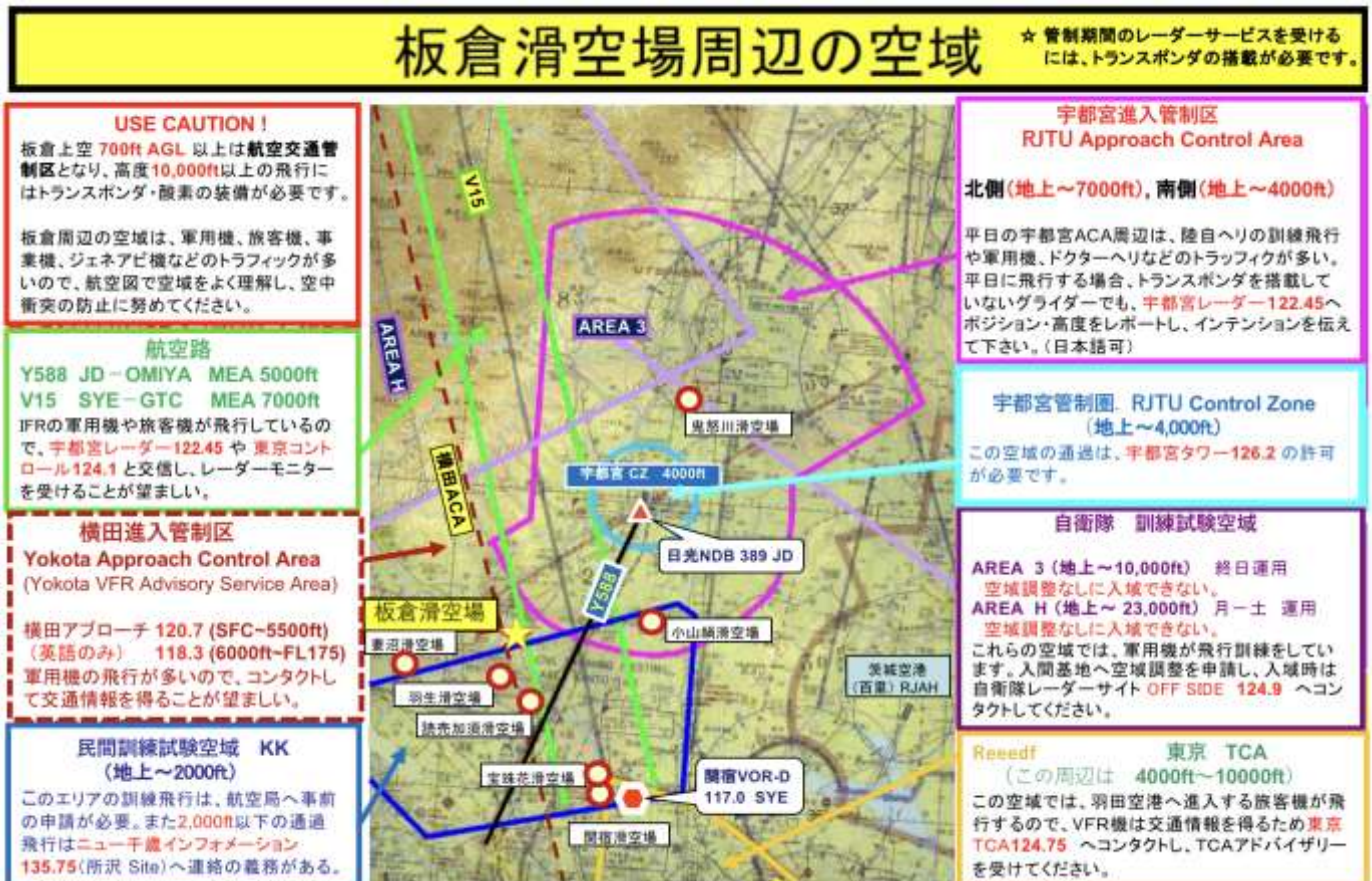 板倉滑空場周辺の空域
☆ 管制期間のレーダーサービスを受ける
には、トランスポンダの搭載が必要です。
USE CAUTION !
板倉上空 700ft AGL 以上は航空交通管
制区となり、高度10,000ft以上の飛行に
はトランスポンダ・酸素の装備が必要です。
板倉周辺の空域は、軍用機、旅客機、事
業機、ジェネアビ機などのトラフィックが多
いので、航空図で空域をよく理解し、空中
衝突の防止に努めてください。
航空路
Y588 JD－OMIYA MEA 5000ft
V15 SYE－GTC MEA 7000ft
IFRの軍用機や旅客機が飛行しているの
で、宇都宮レーダー122.45 や 東京コント
ロール124.1 と交信し、レーダーモニター
を受けることが望ましい。
横田進入管制区
Yokota Approach Control Area
(Yokota VFR Advisory Service Area)
横田アプローチ 120.7 (SFC~5500ft)
（英語のみ） 118.3 (6000ft~FL175)
軍用機の飛行が多いので、コンタクトし
て交通情報を得ることが望ましい。
民間訓練試験空域 KK
（地上～2000ft）
このエリアの訓練飛行は、航空局へ事前
の申請が必要。また2,000ft以下の通過
飛行はニュー千歳インフォメーション
135.75(所沢 Site)へ連絡の義務がある。
V15
AREA H
AREA 3
横田ACA
鬼怒川滑空場
宇都宮 CZ 4000ft
日光NDB 389 JD
Y588
板倉滑空場
妻沼滑空場
小山絹滑空場
羽生滑空場
読売加須滑空場
茨城空港
（百里）RJAH
宝珠花滑空場
関宿VOR-D
117.0 SYE
関宿滑空場
宇都宮進入管制区
RJTU Approach Control Area
北側(地上～7000ft), 南側(地上～4000ft)
平日の宇都宮ACA周辺は、陸自ヘリの訓練飛行
や軍用機、ドクターヘリなどのトラッフィクが多い。
平日に飛行する場合、トランスポンダを搭載して
いないグライダーでも、宇都宮レーダー122.45へ
ポジション・高度をレポートし、インテンションを伝え
て下さい。（日本語可）
宇都宮管制圏 RJTU Control Zone
（地上～4,000ft）
この空域の通過は、宇都宮タワー126.2 の許可
が必要です。
自衛隊 訓練試験空域
AREA 3 (地上～10,000ft) 終日運用
空域調整なしに入域できない。
AREA H (地上～ 23,000ft) 月－土 運用
空域調整なしに入域できない。
これらの空域では、軍用機が飛行訓練をしてい
ます。入間基地へ空域調整を申請し、入域時は
自衛隊レーダーサイト OFF SIDE 124.9 へコン
タクトしてください。
Reeedf 東京 TCA
（この周辺は 4000ft～10000ft）
この空域では、羽田空港へ進入する旅客機が飛
行するので、VFR機は交通情報を得るため東京
TCA124.75 へコンタクトし、TCAアドバイザリー
を受けてください。